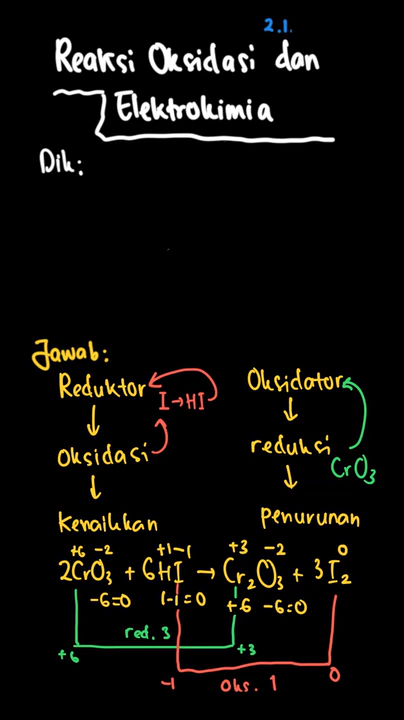 2.1.
Reaksi Oksidasi dan
Elektrokimia
Dik:
Jawab:
Reduktor
I → HI
Oksidator
↓
↓
Oksidasi
reduksi
CrO₃
↓
↓
Kenaikkan
Penurunan
+6 -2 +1-1 +3 -2 0
2CrO₃ + 6HI → Cr₂O₃ + 3I₂
-6=0 1-1=0 +6 -6=0
red. 3
+6 +3
-1 Oks. 1 0